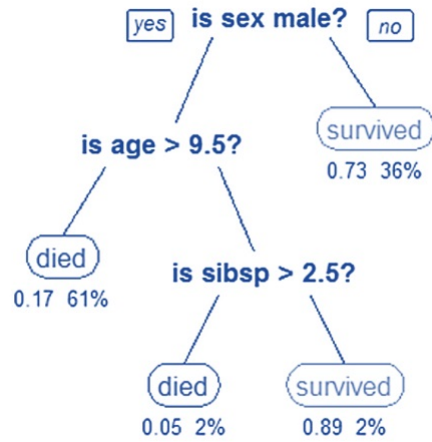 yes is sex male? no
is age > 9.5?
survived
0.73 36%
died
0.17 61%
is sibsp > 2.5?
died
0.05 2%
survived
0.89 2%